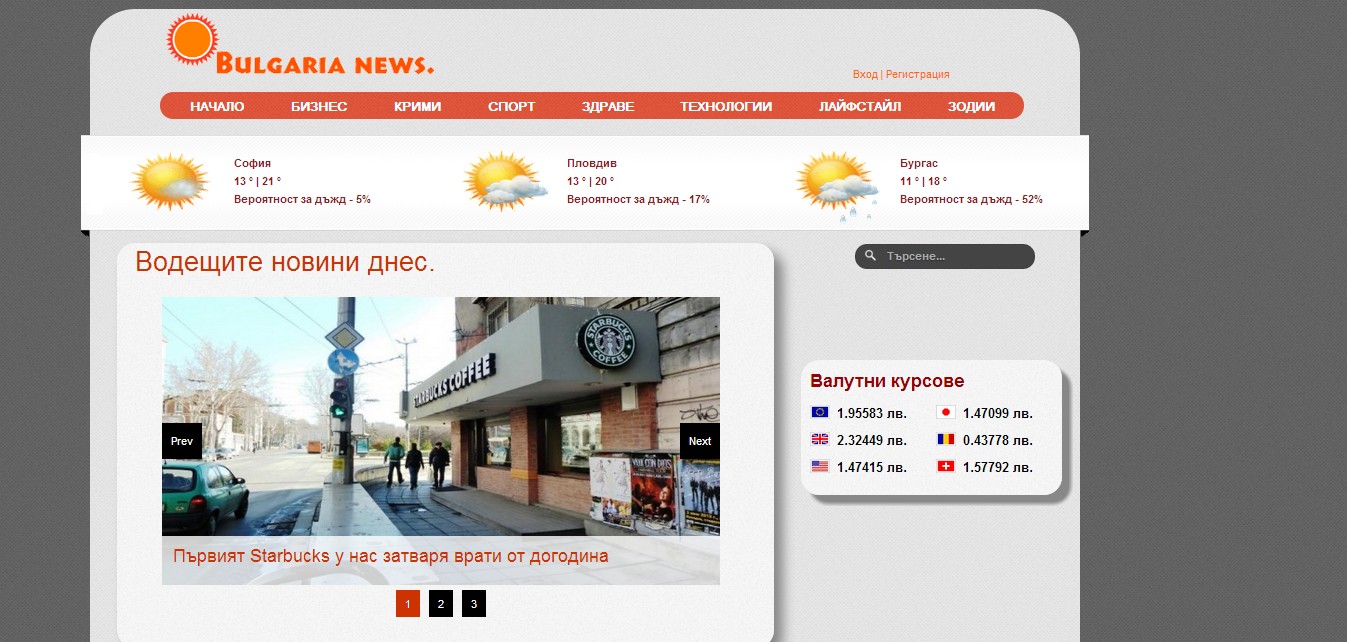 BULGARIA NEWS.
Вход | Регистрация
НАЧАЛО БИЗНЕС КРИМИ СПОРТ ЗДРАВЕ ТЕХНОЛОГИИ ЛАЙФСТАЙЛ ЗОДИИ
София
13 ° | 21 °
Вероятност за дъжд - 5%
Пловдив
13 ° | 20 °
Вероятност за дъжд - 17%
Бургас
11 ° | 18 °
Вероятност за дъжд - 52%
Водещите новини днес.
Търсене...
STARBUCKS COFFEE
STARBUCKS
COFFEE
Prev
Next
Първият Starbucks у нас затваря врати от догодина
1 2 3
Валутни курсове
1.95583 лв. 1.47099 лв.
2.32449 лв. 0.43778 лв.
1.47415 лв. 1.57792 лв.